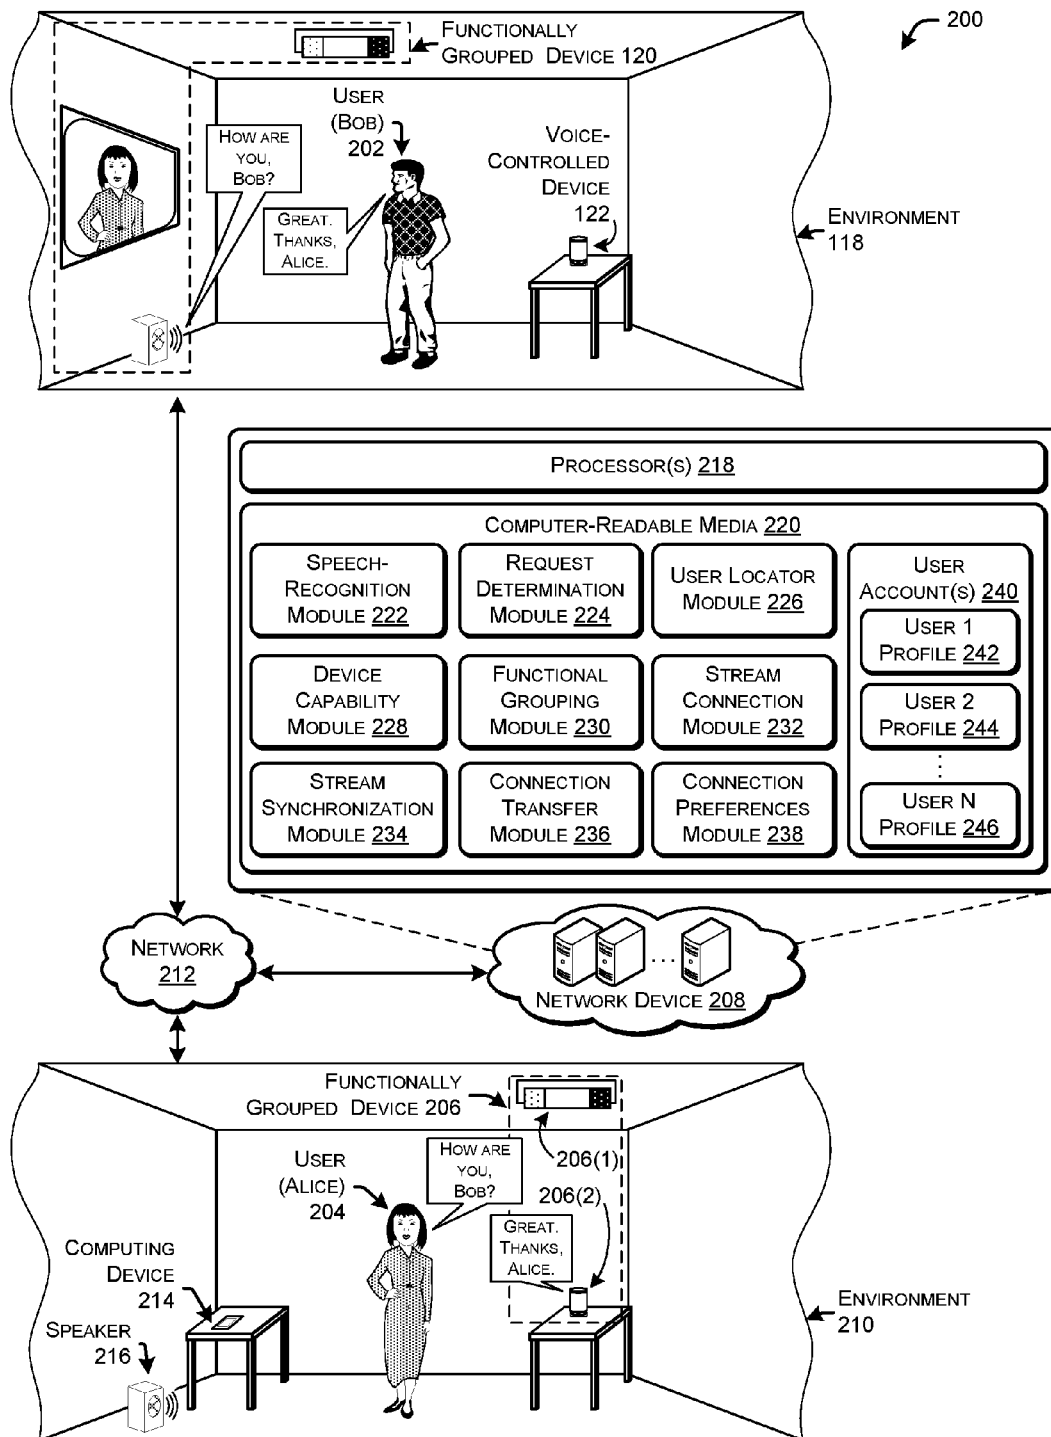 200
FUNCTIONALLY
GROUPED DEVICE 120
USER
(BOB)
202
HOW ARE
YOU,
BOB?
GREAT.
THANKS,
ALICE.
VOICE-
CONTROLLED
DEVICE
122
ENVIRONMENT
118
PROCESSOR(S) 218
COMPUTER-READABLE MEDIA 220
SPEECH-
RECOGNITION
MODULE 222
REQUEST
DETERMINATION
MODULE 224
USER LOCATOR
MODULE 226
USER
ACCOUNT(S) 240
USER 1
PROFILE 242
DEVICE
CAPABILITY
MODULE 228
FUNCTIONAL
GROUPING
MODULE 230
STREAM
CONNECTION
MODULE 232
USER 2
PROFILE 244
STREAM
SYNCHRONIZATION
MODULE 234
CONNECTION
TRANSFER
MODULE 236
CONNECTION
PREFERENCES
MODULE 238
USER N
PROFILE 246
NETWORK
212
NETWORK DEVICE 208
FUNCTIONALLY
GROUPED DEVICE 206
206(1)
206(2)
USER
(ALICE)
204
HOW ARE
YOU,
BOB?
GREAT.
THANKS,
ALICE.
COMPUTING
DEVICE
214
SPEAKER
216
ENVIRONMENT
210